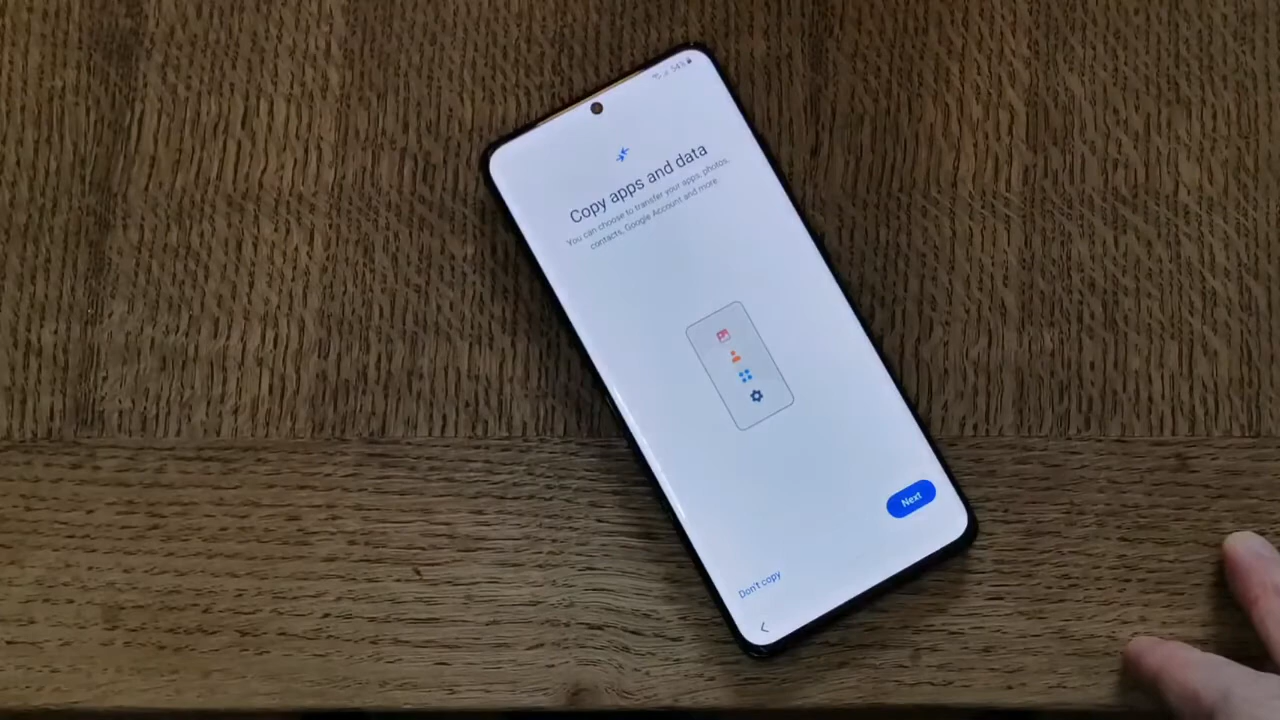 54%
Copy apps and data
You can choose to transfer your apps, photos,
contacts, Google Account and more.
Next
Don't copy